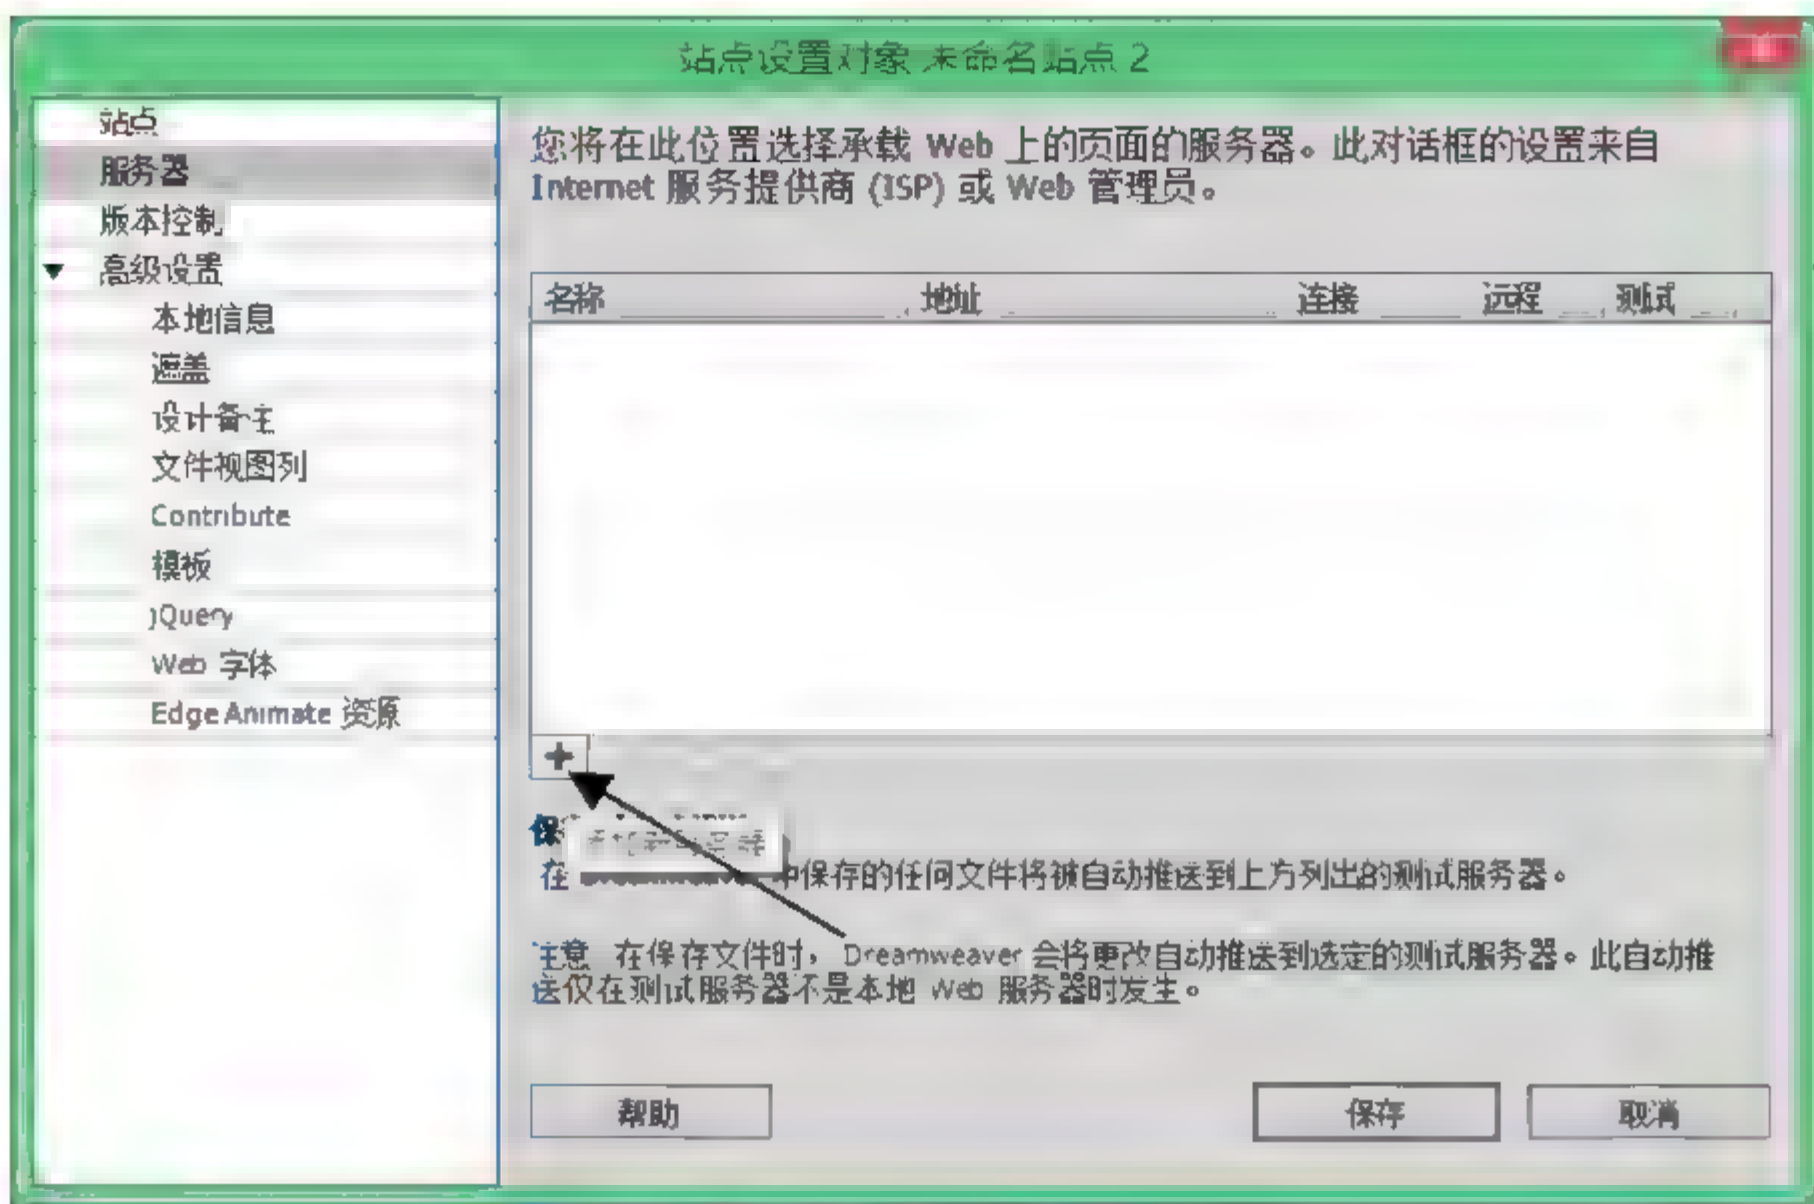 站点设置对象 未命名站点 2
站点
服务器
版本控制
高级设置
本地信息
遮盖
设计备注
文件视图列
Contribute
模板
jQuery
Web 字体
Edge Animate 资源
您将在此位置选择承载 Web 上的页面的服务器。此对话框的设置来自
Internet 服务提供商 (ISP) 或 Web 管理员。
名称 地址 连接 远程 测试
+
保
在 中保存的任何文件将被自动推送到上方列出的测试服务器。
注意 在保存文件时，Dreamweaver 会将更改自动推送到选定的测试服务器。此自动推
送仅在测试服务器不是本地 Web 服务器时发生。
帮助 保存 取消